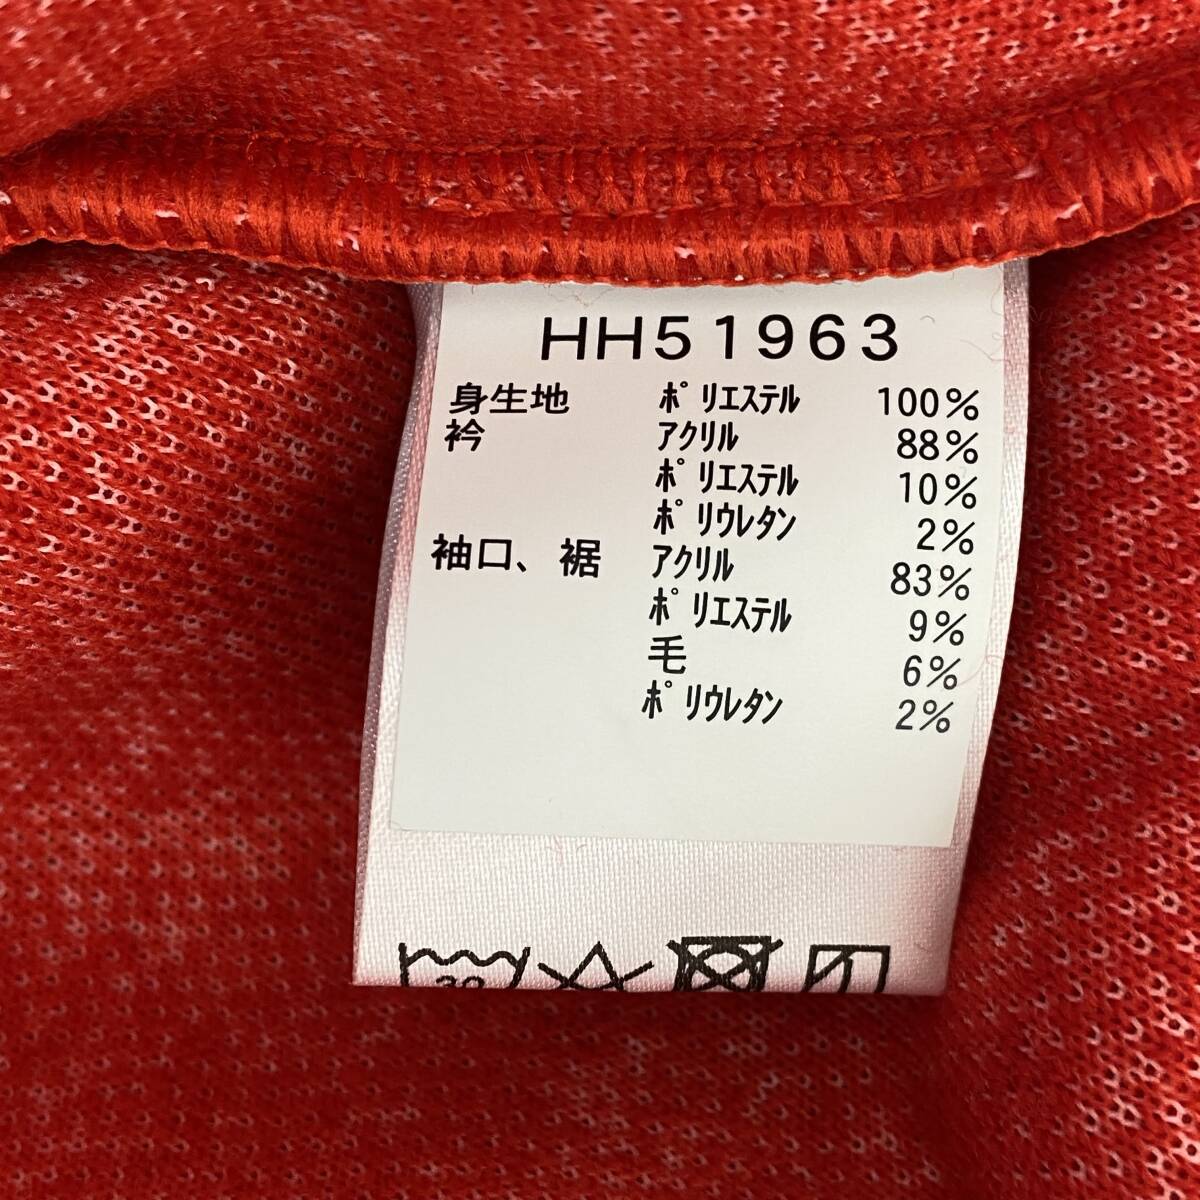 HH51963
身生地 ﾎﾟﾘｴｽﾃﾙ 100%
衿 ｱｸﾘﾙ 88%
ﾎﾟﾘｴｽﾃﾙ 10%
ﾎﾟﾘｳﾚﾀﾝ 2%
袖口、裾 ｱｸﾘﾙ 83%
ﾎﾟﾘｴｽﾃﾙ 9%
毛 6%
ﾎﾟﾘｳﾚﾀﾝ 2%
30